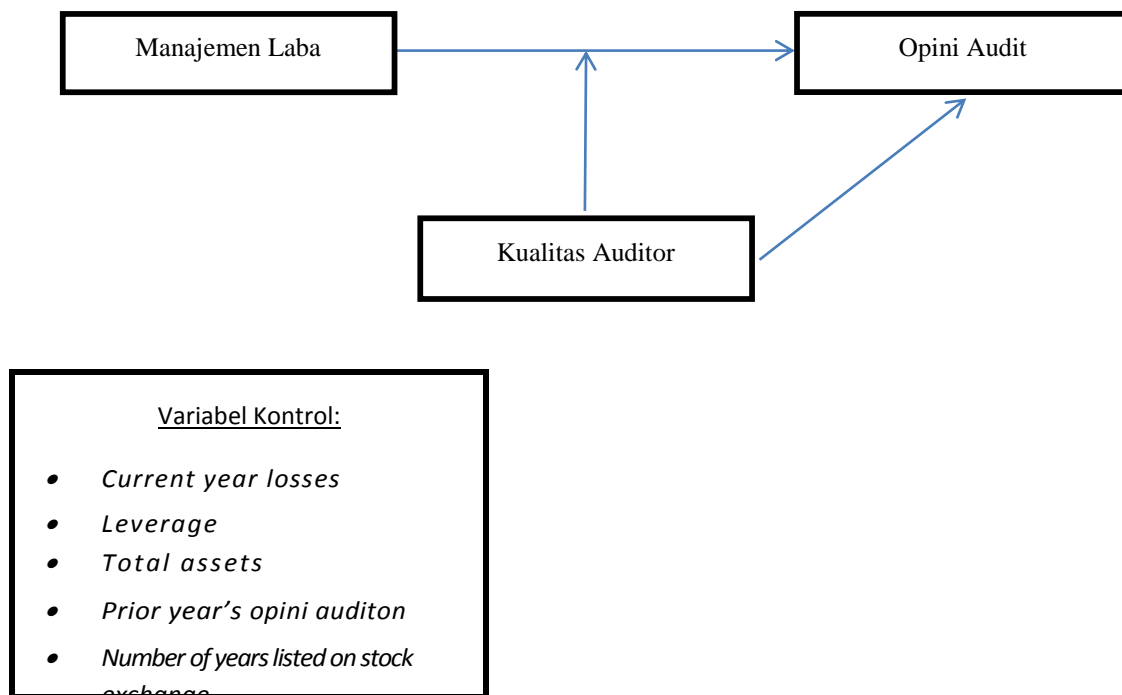 Manajemen Laba
Opini Audit
Kualitas Auditor
Variabel Kontrol:
• Current year losses
• Leverage
• Total assets
• Prior year’s opini auditon
• Number of years listed on stock
exchange